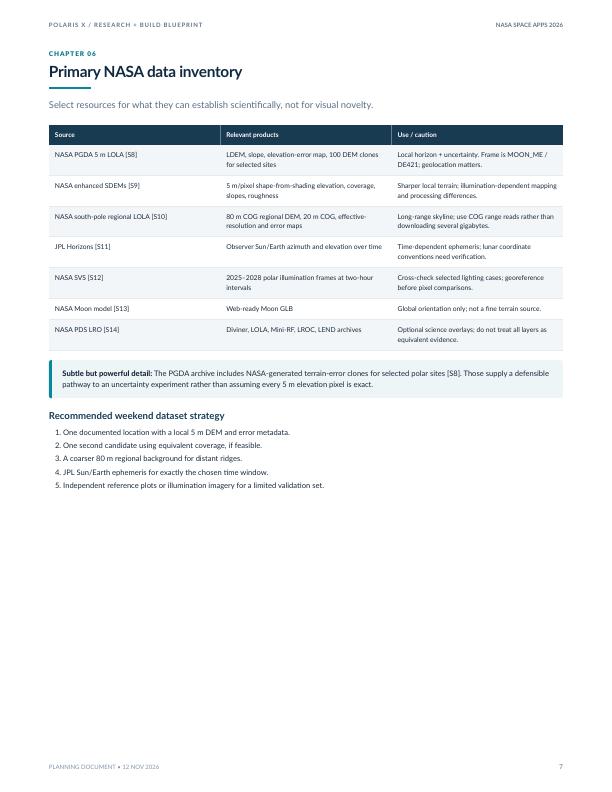 POLARIS X / RESEARCH + BUILD BLUEPRINT
NASA SPACE APPS 2026
CHAPTER 06
Primary NASA data inventory
Select resources for what they can establish scientifically, not for visual novelty.
Source
Relevant products
Use / caution
NASA PGDA 5 m LOLA [S8]
LDEM, slope, elevation-error map, 100 DEM clones
for selected sites
Local horizon + uncertainty. Frame is MOON_ME /
DE421; geolocation matters.
NASA enhanced SDEMs [S9]
5 m/pixel shape-from-shading elevation, coverage,
slopes, roughness
Sharper local terrain; illumination-dependent mapping
and processing differences.
NASA south-pole regional LOLA [S10]
80 m COG regional DEM, 20 m COG, effective-
resolution and error maps
Long-range skyline; use COG range reads rather than
downloading several gigabytes.
JPL Horizons [S11]
Observer Sun/Earth azimuth and elevation over time
Time-dependent ephemeris; lunar coordinate
conventions need verification.
NASA SVS [S12]
2025–2028 polar illumination frames at two-hour
intervals
Cross-check selected lighting cases; georeference
before pixel comparisons.
NASA Moon model [S13]
Web-ready Moon GLB
Global orientation only; not a fine terrain source.
NASA PDS LRO [S14]
Diviner, LOLA, Mini-RF, LROC, LEND archives
Optional science overlays; do not treat all layers as
equivalent evidence.
Subtle but powerful detail: The PGDA archive includes NASA-generated terrain-error clones for selected polar sites [S8]. Those supply a defensible
pathway to an uncertainty experiment rather than assuming every 5 m elevation pixel is exact.
Recommended weekend dataset strategy
1. One documented location with a local 5 m DEM and error metadata.
2. One second candidate using equivalent coverage, if feasible.
3. A coarser 80 m regional background for distant ridges.
4. JPL Sun/Earth ephemeris for exactly the chosen time window.
5. Independent reference plots or illumination imagery for a limited validation set.
PLANNING DOCUMENT • 12 NOV 2026
7